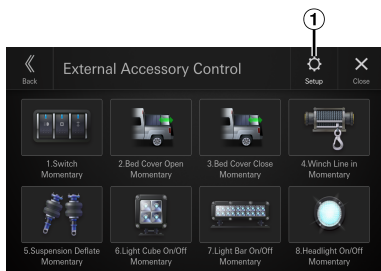 1
Back
External Accessory Control
Setup
Close
1.Switch
Momentary
2.Bed Cover Open
Momentary
3.Bed Cover Close
Momentary
4.Winch Line in
Momentary
5.Suspension Deflate
Momentary
6.Light Cube On/Off
Momentary
7.Light Bar On/Off
Momentary
8.Headlight On/Off
Momentary